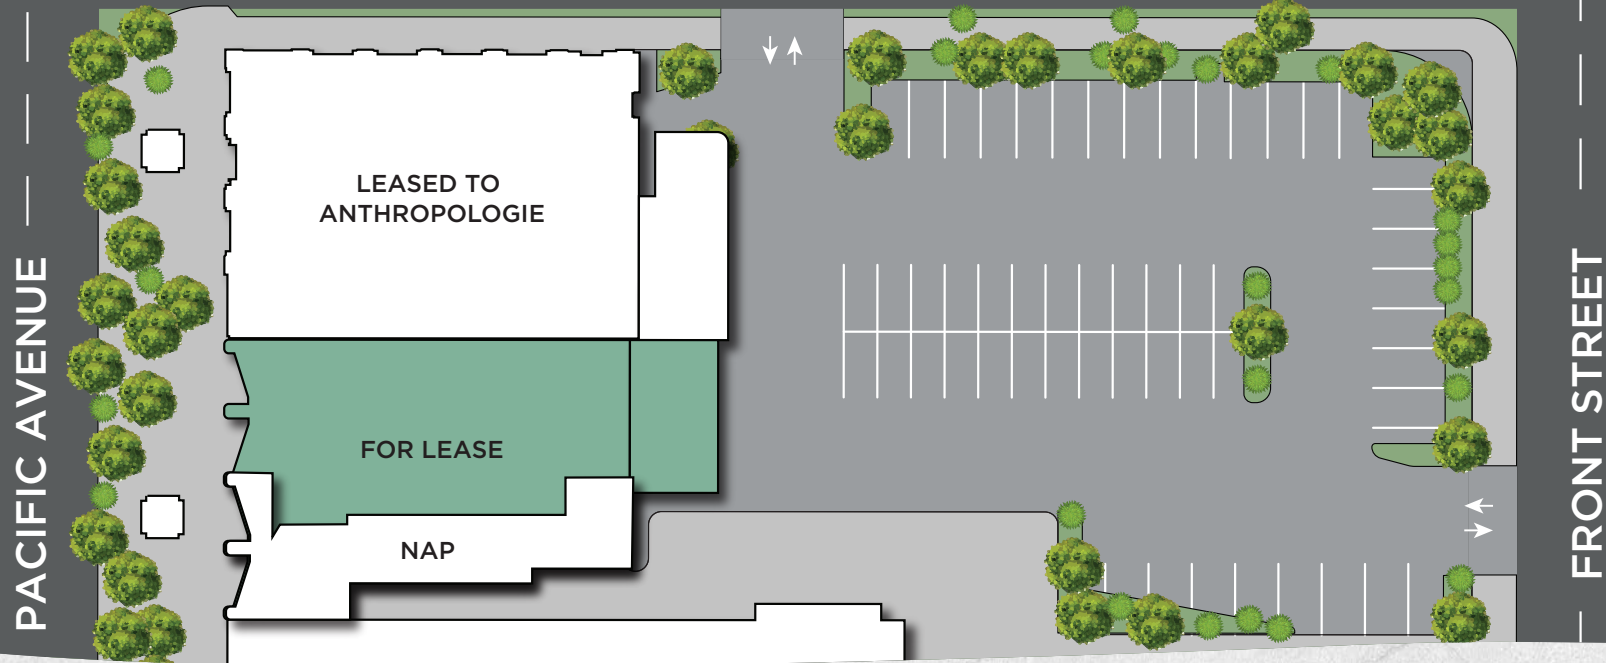 PACIFIC AVENUE
LEASED TO
ANTHROPOLOGIE
FOR LEASE
NAP
FRONT STREET